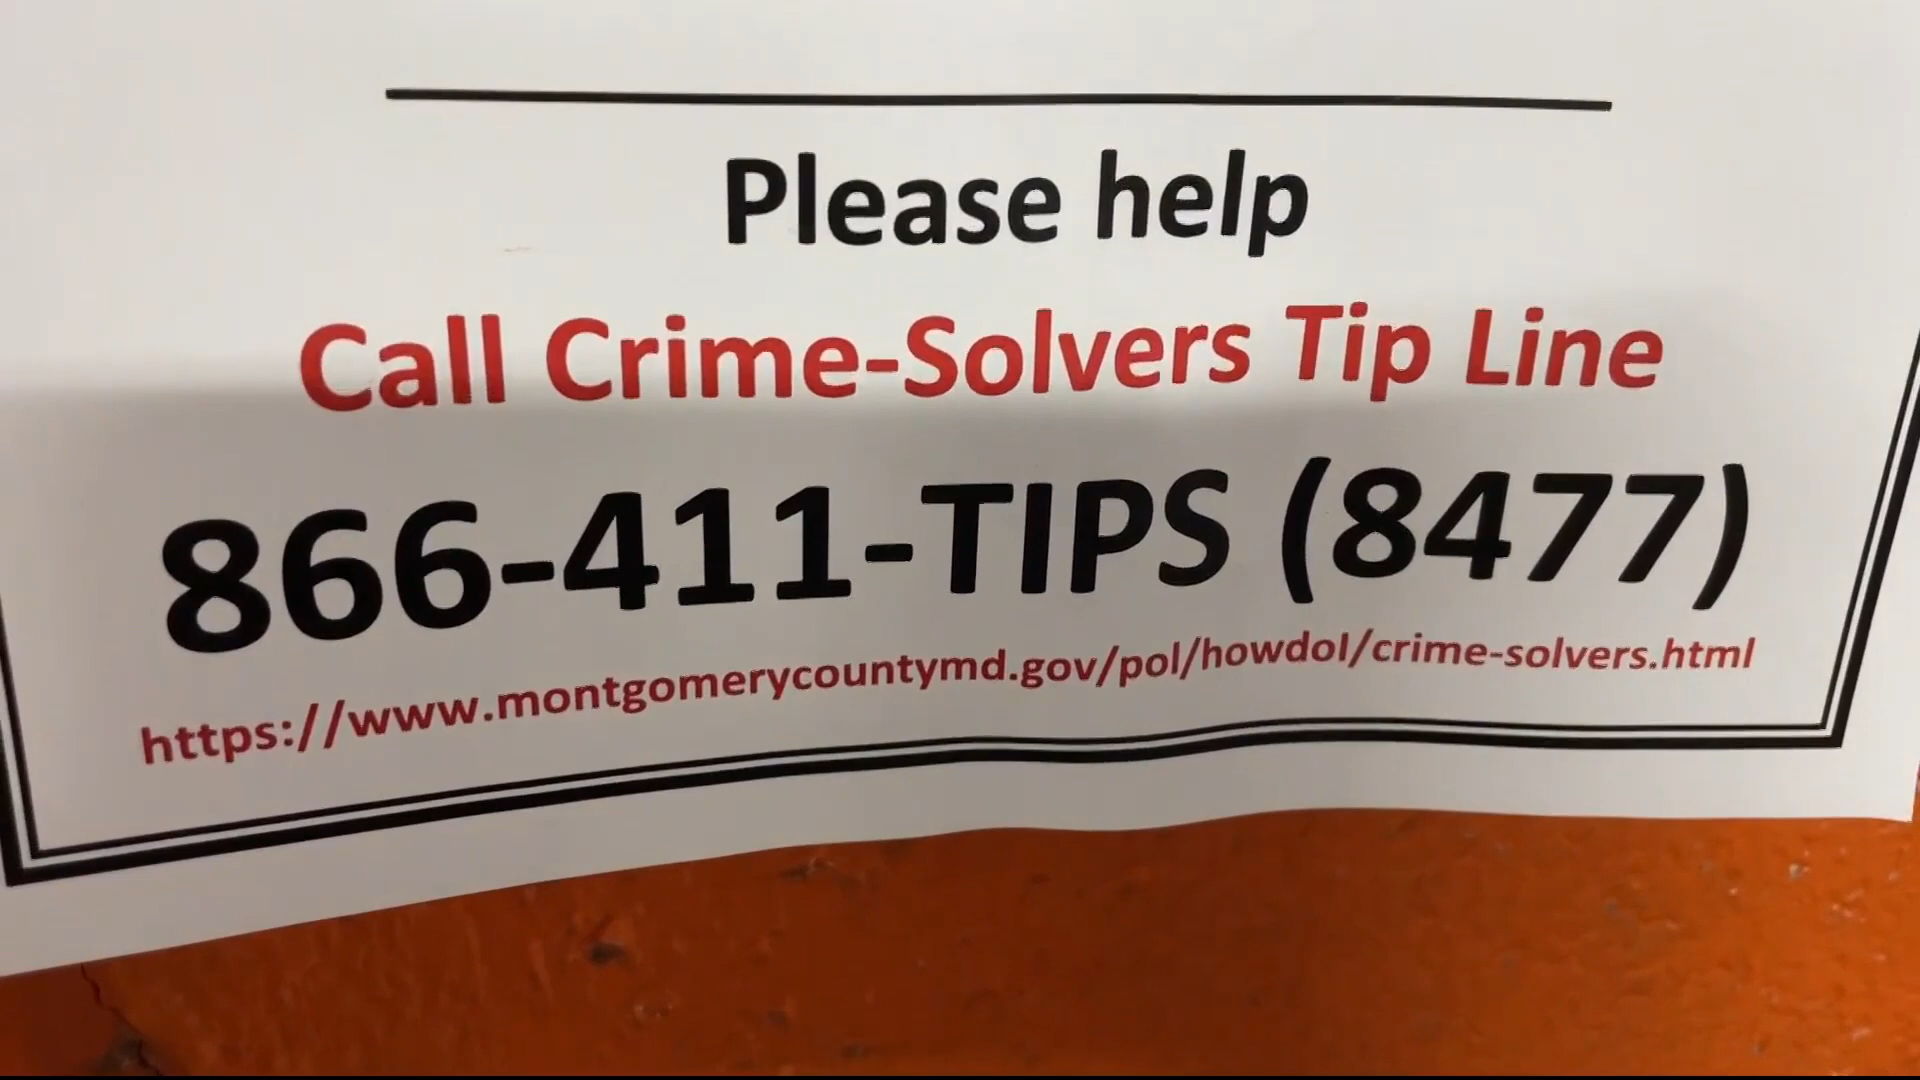 Please help
Call Crime-Solvers Tip Line
866-411-TIPS (8477)
https://www.montgomerycountymd.gov/pol/howdoI/crime-solvers.html